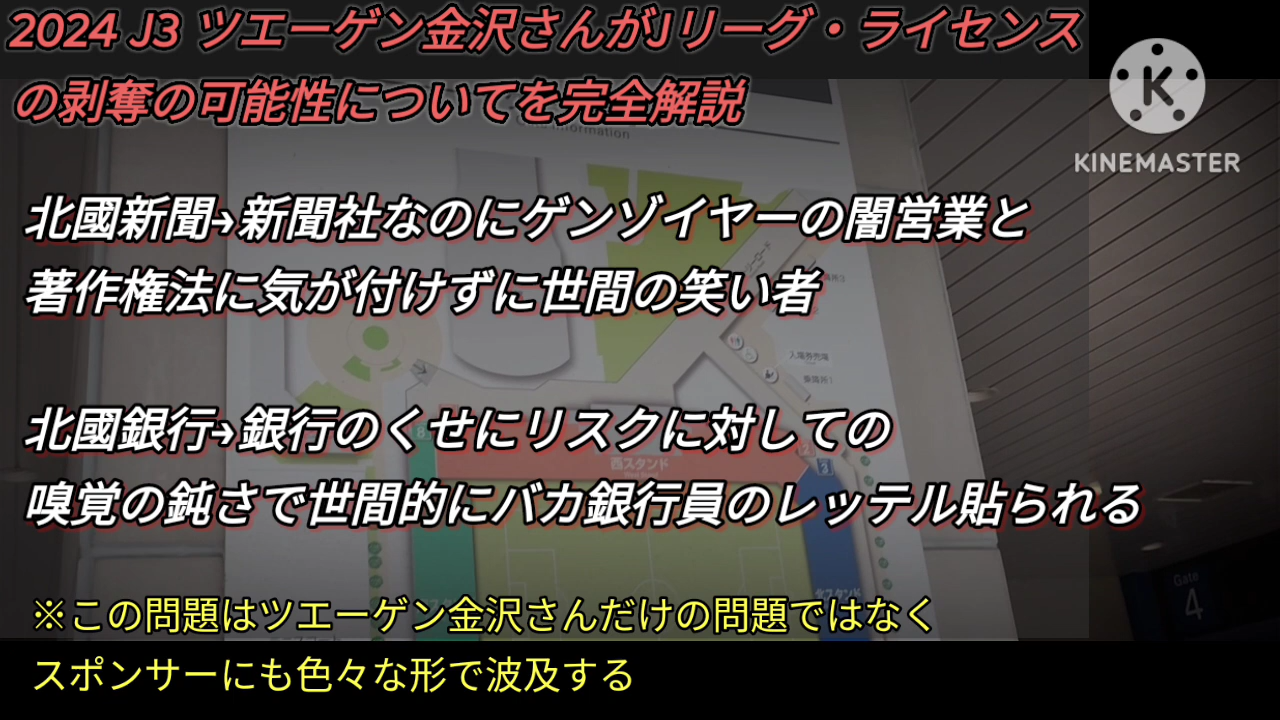 2024 J3 ツエーゲン金沢さんがJリーグ・ライセンス
の剥奪の可能性についてを完全解説
KINEMASTER
Information
北國新聞→新聞社なのにゲンゾイヤーの闇営業と
著作権法に気が付けずに世間の笑い者
入場券売場
北國銀行→銀行のくせにリスクに対しての
嗅覚の鈍さで世間的にバカ銀行員のレッテル貼られる
西スタンド
Gate
4
※この問題はツエーゲン金沢さんだけの問題ではなく
スポンサーにも色々な形で波及する